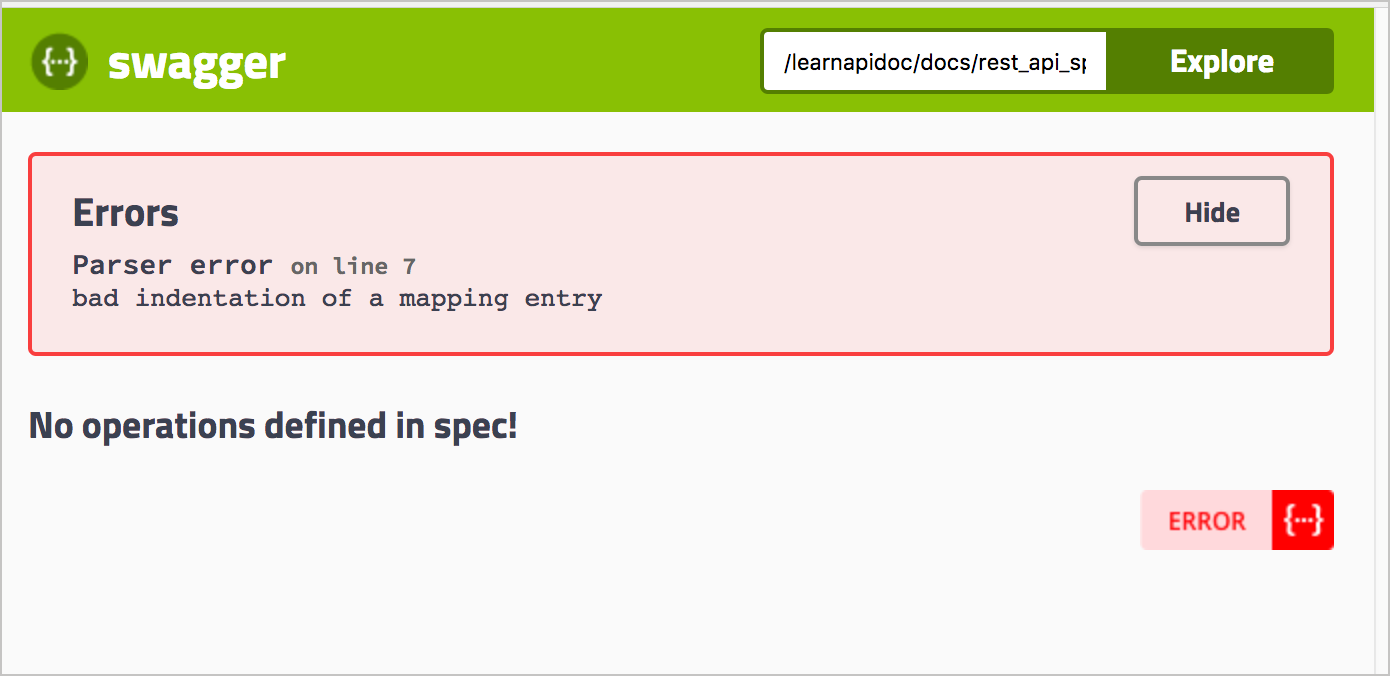 {···} swagger
/learnapidoc/docs/rest_api_sp
Explore
Errors
Hide
Parser error on line 7
bad indentation of a mapping entry
No operations defined in spec!
ERROR {···}